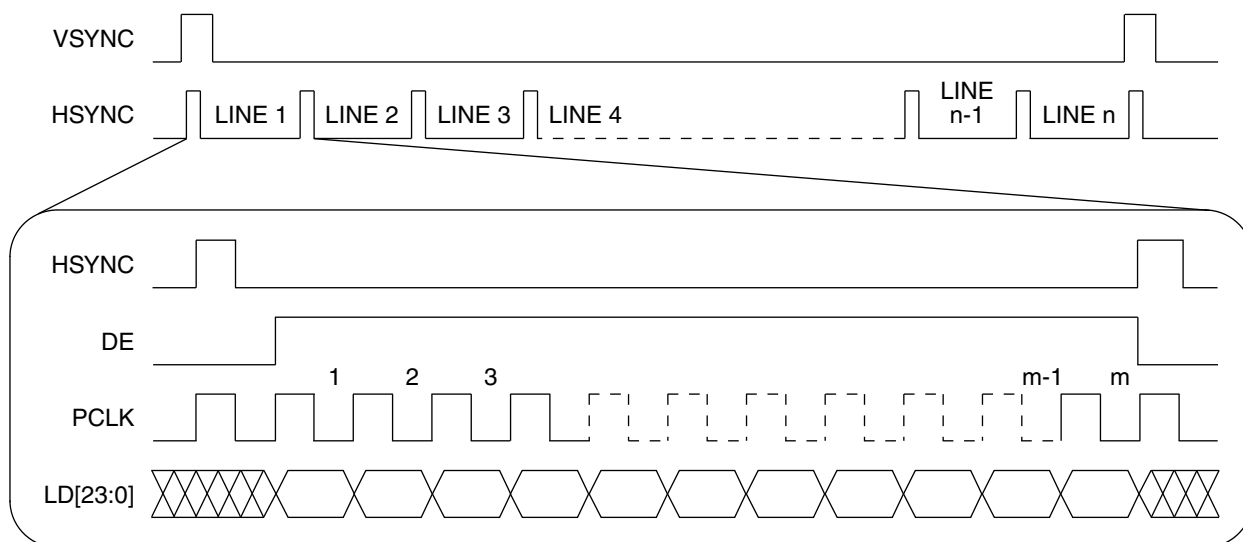 VSYNC
HSYNC LINE 1 LINE 2 LINE 3 LINE 4 LINE n-1 LINE n
HSYNC
DE
1 2 3 m-1 m
PCLK
LD[23:0]